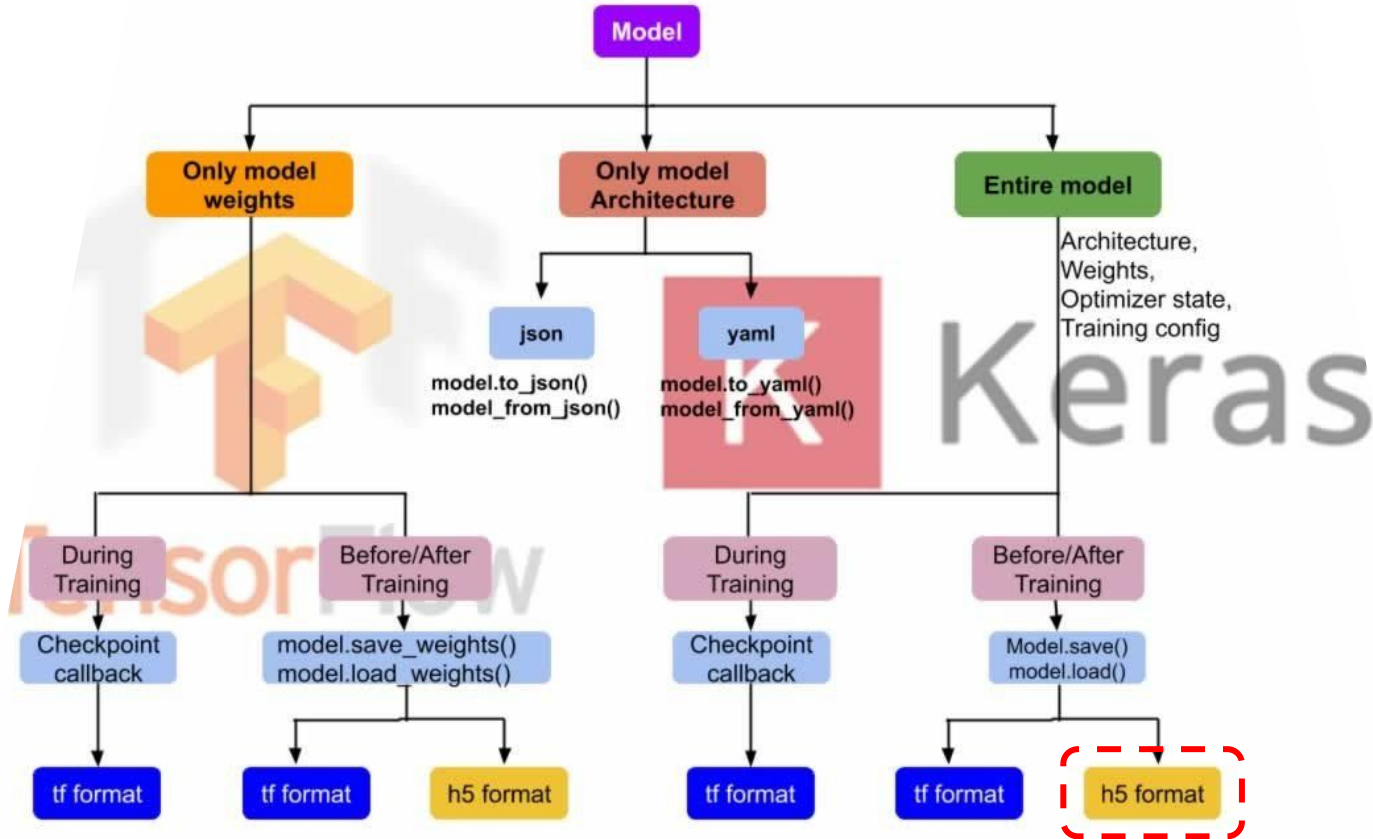 Model
Only model
weights
Only model
Architecture
Entire model
Architecture,
Weights,
Optimizer state,
Training config
json
yaml
model.to_json()
model_from_json()
model.to_yaml()
model_from_yaml()
K
Keras
TensorFlow
During
Training
Before/After
Training
During
Training
Before/After
Training
Checkpoint
callback
model.save_weights()
model.load_weights()
Checkpoint
callback
Model.save()
model.load()
tf format
tf format
h5 format
tf format
tf format
h5 format